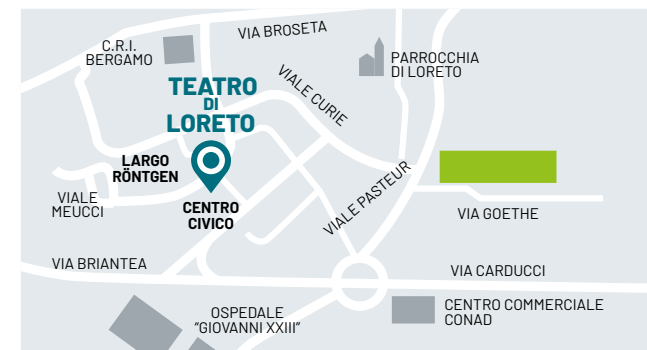 VIA BROSETA
C.R.I.
BERGAMO
PARROCCHIA
DI LORETO
TEATRO
DI
LORETO
VIALE CURIE
LARGO
RÖNTGEN
VIALE
MEUCCI
CENTRO
CIVICO
VIALE PASTEUR
VIA GOETHE
VIA BRIANTEA
VIA CARDUCCI
OSPEDALE
"GIOVANNI XXIII"
CENTRO COMMERCIALE
CONAD